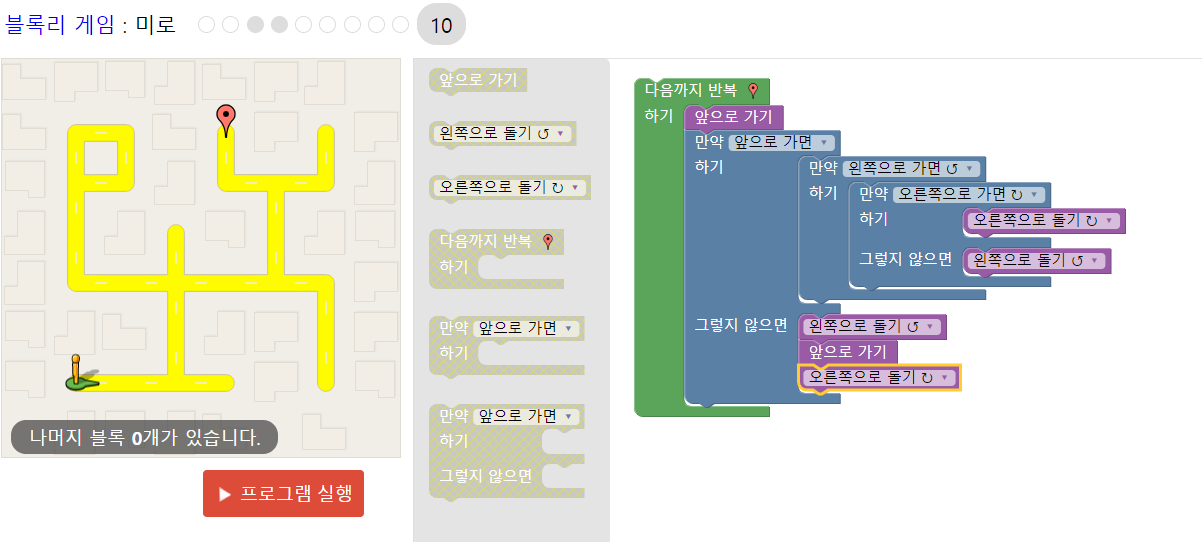 블록리 게임 : 미로 10
나머지 블록 0개가 있습니다.
프로그램 실행
앞으로 가기
왼쪽으로 돌기 ↺ ▼
오른쪽으로 돌기 ↻ ▼
다음까지 반복
하기
만약 앞으로 가면 ▼
하기
만약 앞으로 가면 ▼
하기
그렇지 않으면
다음까지 반복
하기 앞으로 가기
만약 앞으로 가면 ▼
하기 만약 왼쪽으로 가면 ↺ ▼
하기 만약 오른쪽으로 가면 ↻ ▼
하기 오른쪽으로 돌기 ↻ ▼
그렇지 않으면 왼쪽으로 돌기 ↺ ▼
그렇지 않으면 왼쪽으로 돌기 ↺ ▼
앞으로 가기
오른쪽으로 돌기 ↻ ▼